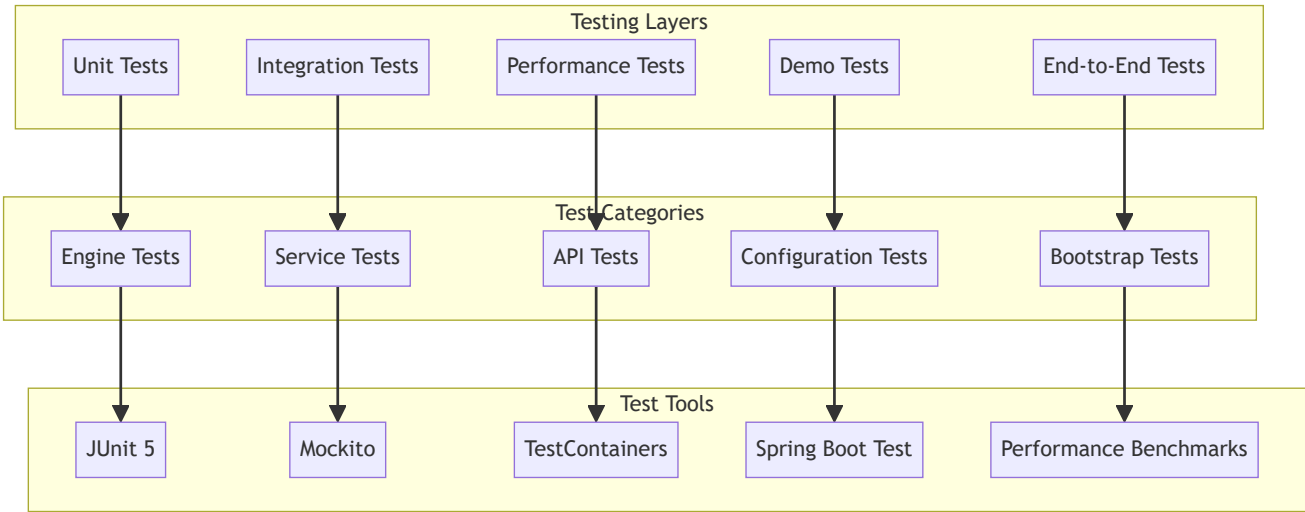 Testing Layers
Unit Tests
Integration Tests
Performance Tests
Demo Tests
End-to-End Tests
Test Categories
Engine Tests
Service Tests
API Tests
Configuration Tests
Bootstrap Tests
Test Tools
JUnit 5
Mockito
TestContainers
Spring Boot Test
Performance Benchmarks